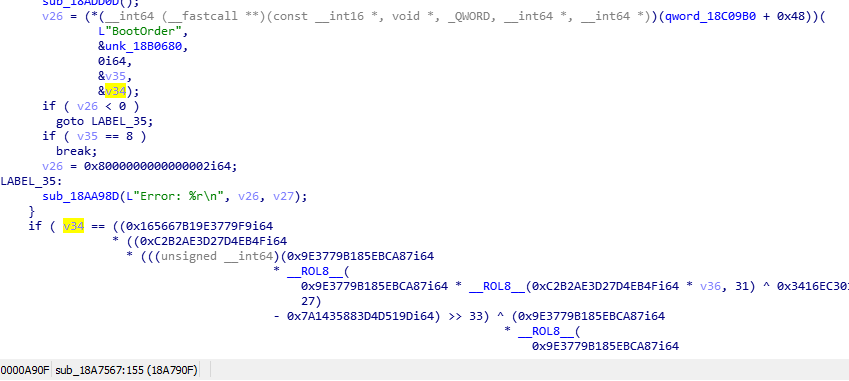 sub_18ADD0D();
v26 = (*(__int64 (__fastcall **)(const __int16 *, void *, _QWORD, __int64 *, __int64 *))(qword_18C09B0 + 0x48))(
L"BootOrder",
&unk_18B0680,
0i64,
&v35,
&v34);
if ( v26 < 0 )
goto LABEL_35;
if ( v35 == 8 )
break;
v26 = 0x8000000000000002i64;
LABEL_35:
sub_18AA98D(L"Error: %r\n", v26, v27);
}
if ( v34 == ((0x165667B19E3779F9i64
* ((0xC2B2AE3D27D4EB4Fi64
* (((unsigned __int64)(0x9E3779B185EBCA87i64
* __ROL8__(
0x9E3779B185EBCA87i64 * __ROL8__(0xC2B2AE3D27D4EB4Fi64 * v36, 31) ^ 0x3416EC301
27)
- 0x7A1435883D4D519Di64) >> 33) ^ (0x9E3779B185EBCA87i64
* __ROL8__(
0x9E3779B185EBCA87i64
0000A90F sub_18A7567:155 (18A790F)